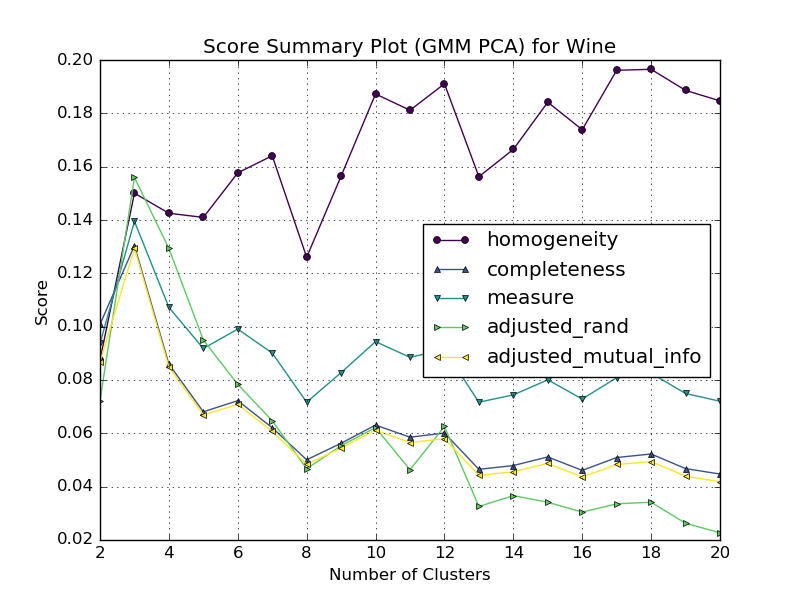 Score Summary Plot (GMM PCA) for Wine
0.20
0.18
0.16
0.14
0.12
0.10
0.08
0.06
0.04
0.02
Score
homogeneity
completeness
measure
adjusted_rand
adjusted_mutual_info
2 4 6 8 10 12 14 16 18 20
Number of Clusters